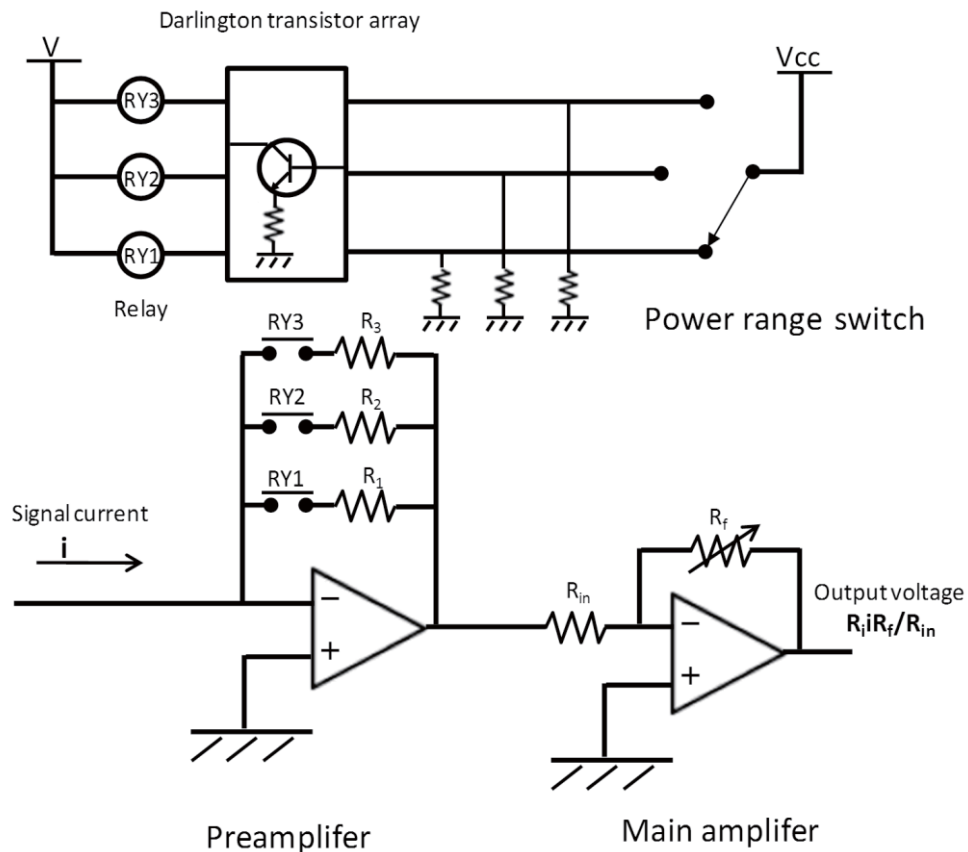 Darlington transistor array
V
Vcc
RY3
RY2
RY1
Relay
Power range switch
RY3
R3
RY2
R2
RY1
R1
Signal current
i
−
+
Rin
Rf
−
+
Output voltage
RiiRf/Rin
Preamplifer
Main amplifer